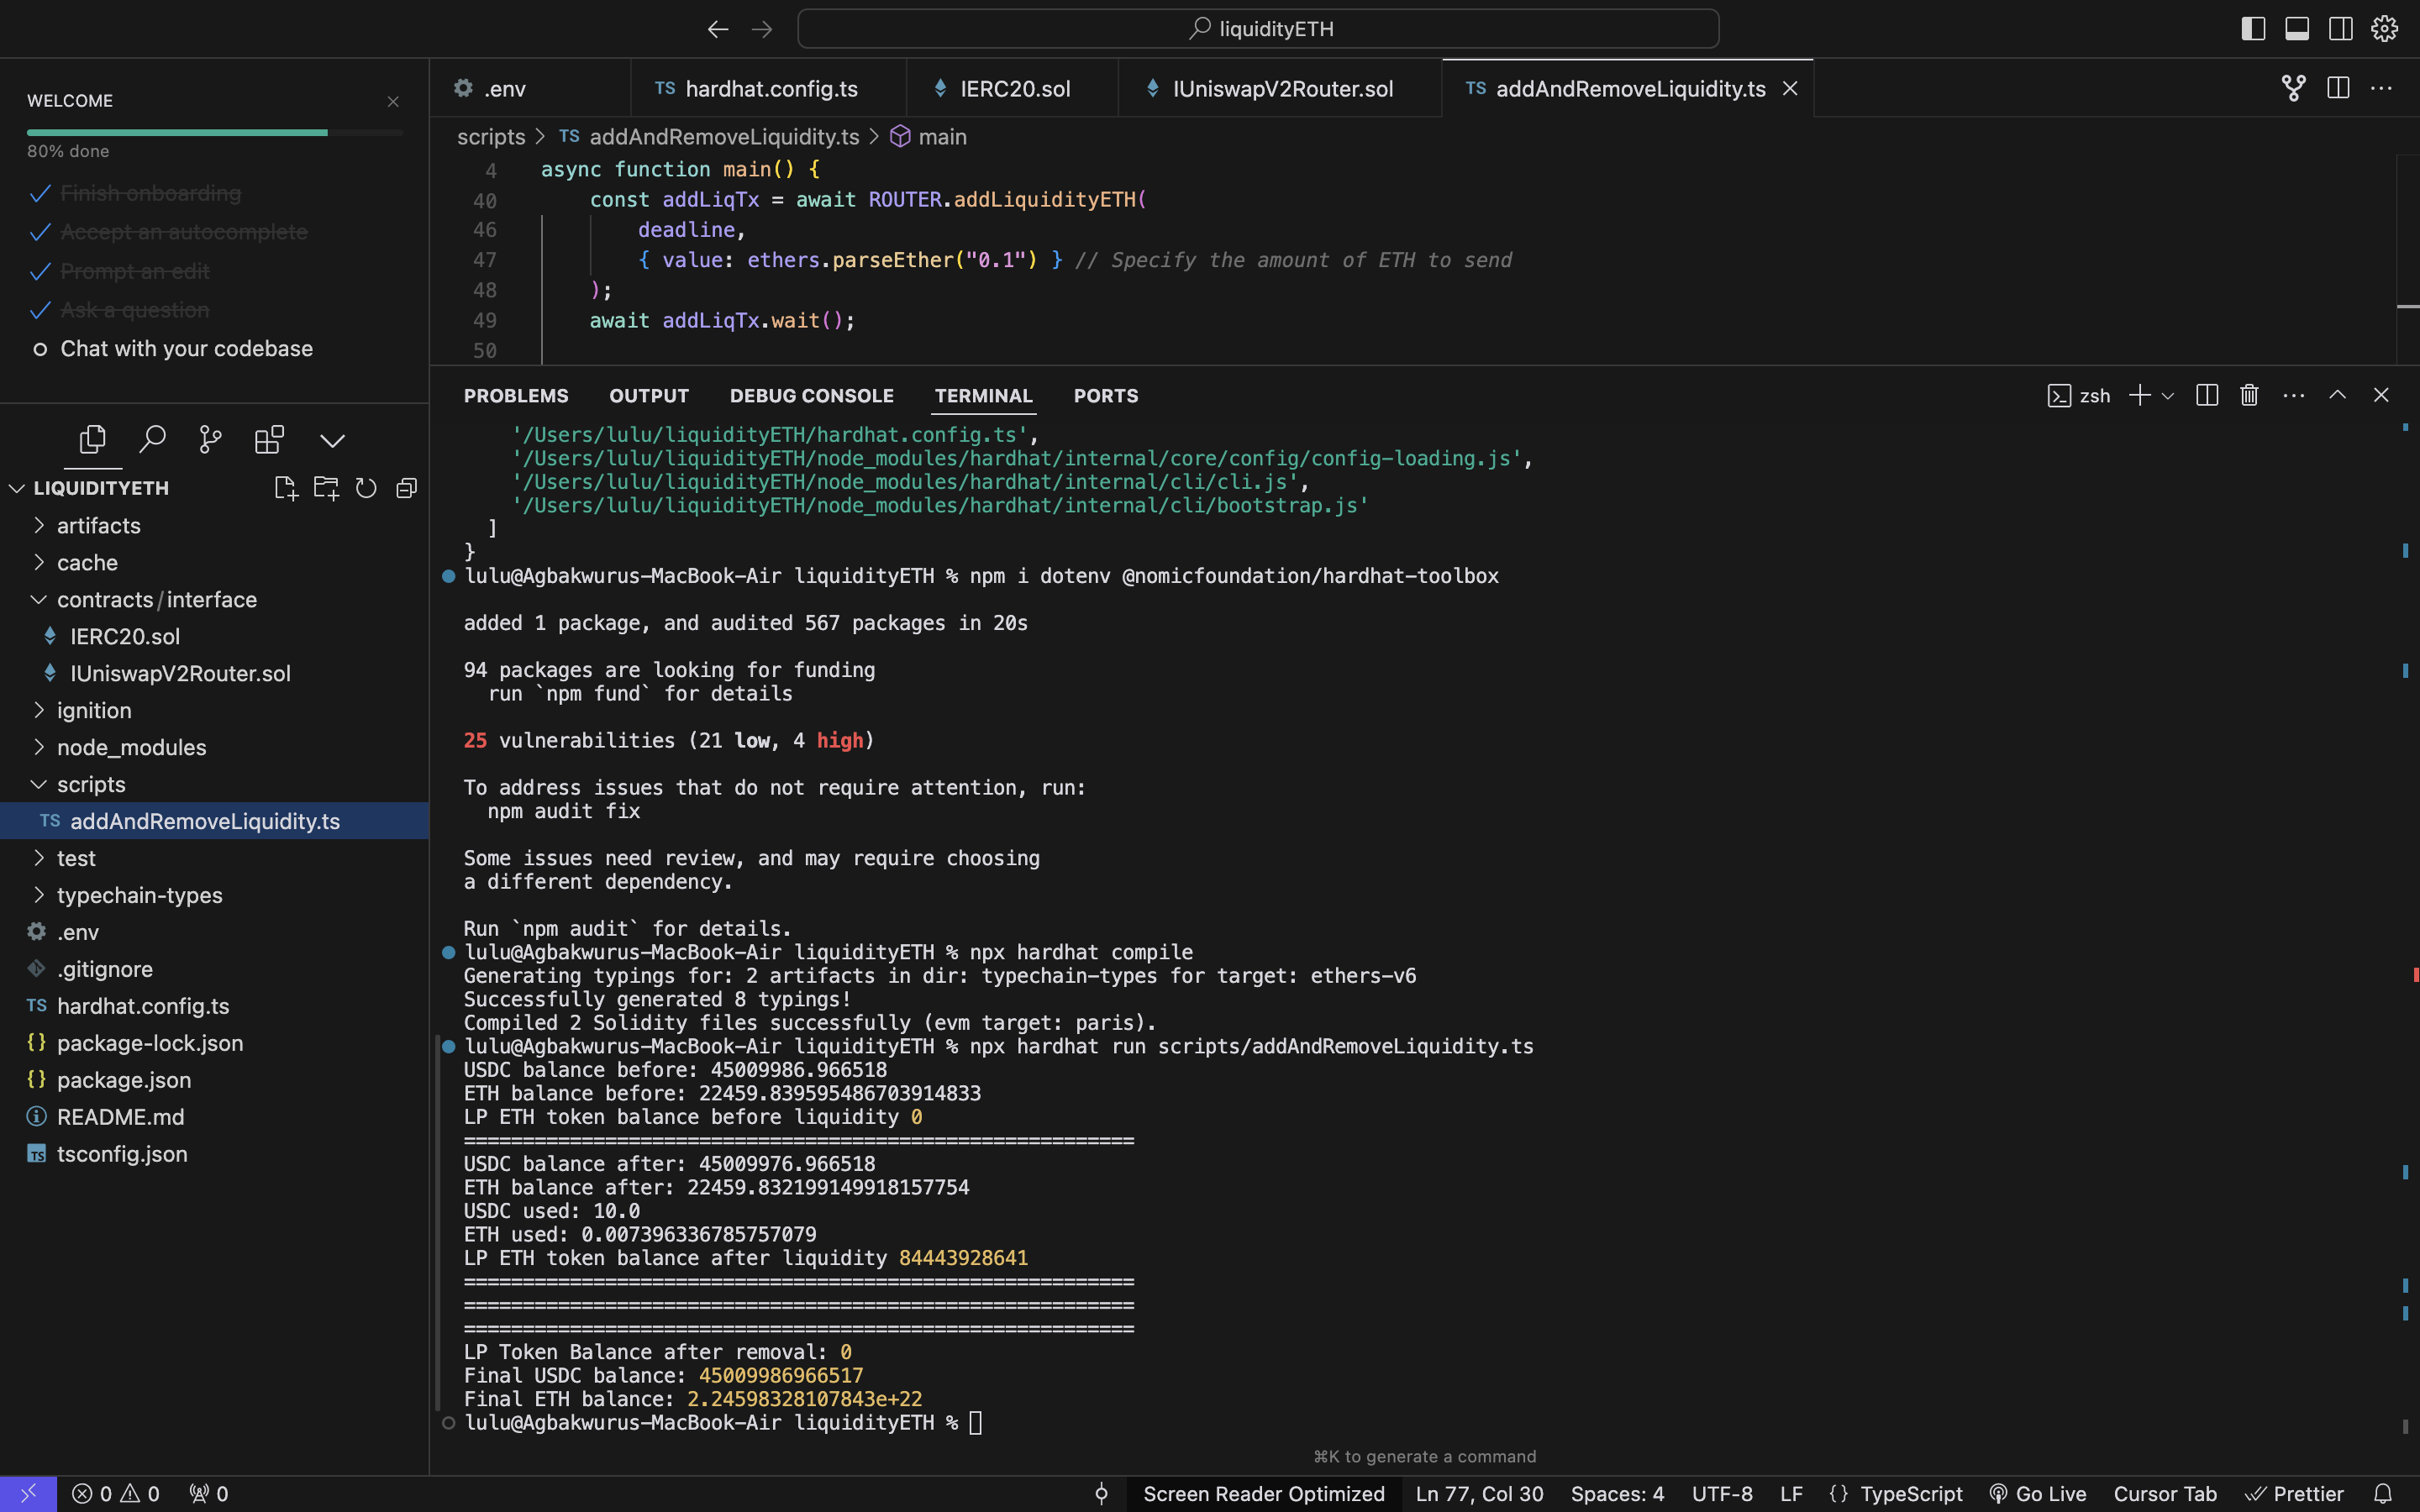 liquidityETH
WELCOME
80% done
Finish onboarding
Accept an autocomplete
Prompt an edit
Ask a question
Chat with your codebase
LIQUIDITYETH
artifacts
cache
contracts/interface
IERC20.sol
IUniswapV2Router.sol
ignition
node_modules
scripts
TS addAndRemoveLiquidity.ts
test
typechain-types
.env
.gitignore
TS hardhat.config.ts
{} package-lock.json
{} package.json
README.md
TS tsconfig.json
.env
TS hardhat.config.ts
IERC20.sol
IUniswapV2Router.sol
TS addAndRemoveLiquidity.ts
scripts > TS addAndRemoveLiquidity.ts > main
4 async function main() {
40 const addLiqTx = await ROUTER.addLiquidityETH(
46 deadline,
47 { value: ethers.parseEther("0.1") } // Specify the amount of ETH to send
48 );
49 await addLiqTx.wait();
50
PROBLEMS OUTPUT DEBUG CONSOLE TERMINAL PORTS
zsh
'/Users/lulu/liquidityETH/hardhat.config.ts',
'/Users/lulu/liquidityETH/node_modules/hardhat/internal/core/config/config-loading.js',
'/Users/lulu/liquidityETH/node_modules/hardhat/internal/cli/cli.js',
'/Users/lulu/liquidityETH/node_modules/hardhat/internal/cli/bootstrap.js'
]
}
lulu@Agbakwurus-MacBook-Air liquidityETH % npm i dotenv @nomicfoundation/hardhat-toolbox
added 1 package, and audited 567 packages in 20s
94 packages are looking for funding
run `npm fund` for details
25 vulnerabilities (21 low, 4 high)
To address issues that do not require attention, run:
npm audit fix
Some issues need review, and may require choosing
a different dependency.
Run `npm audit` for details.
lulu@Agbakwurus-MacBook-Air liquidityETH % npx hardhat compile
Generating typings for: 2 artifacts in dir: typechain-types for target: ethers-v6
Successfully generated 8 typings!
Compiled 2 Solidity files successfully (evm target: paris).
lulu@Agbakwurus-MacBook-Air liquidityETH % npx hardhat run scripts/addAndRemoveLiquidity.ts
USDC balance before: 45009986.966518
ETH balance before: 22459.839595486703914833
LP ETH token balance before liquidity 0
=========================================================
USDC balance after: 45009976.966518
ETH balance after: 22459.832199149918157754
USDC used: 10.0
ETH used: 0.007396336785757079
LP ETH token balance after liquidity 84443928641
=========================================================
=========================================================
=========================================================
LP Token Balance after removal: 0
Final USDC balance: 45009986966517
Final ETH balance: 2.24598328107843e+22
lulu@Agbakwurus-MacBook-Air liquidityETH %
⌘K to generate a command
0 0 0
Screen Reader Optimized Ln 77, Col 30 Spaces: 4 UTF-8 LF {} TypeScript Go Live Cursor Tab Prettier